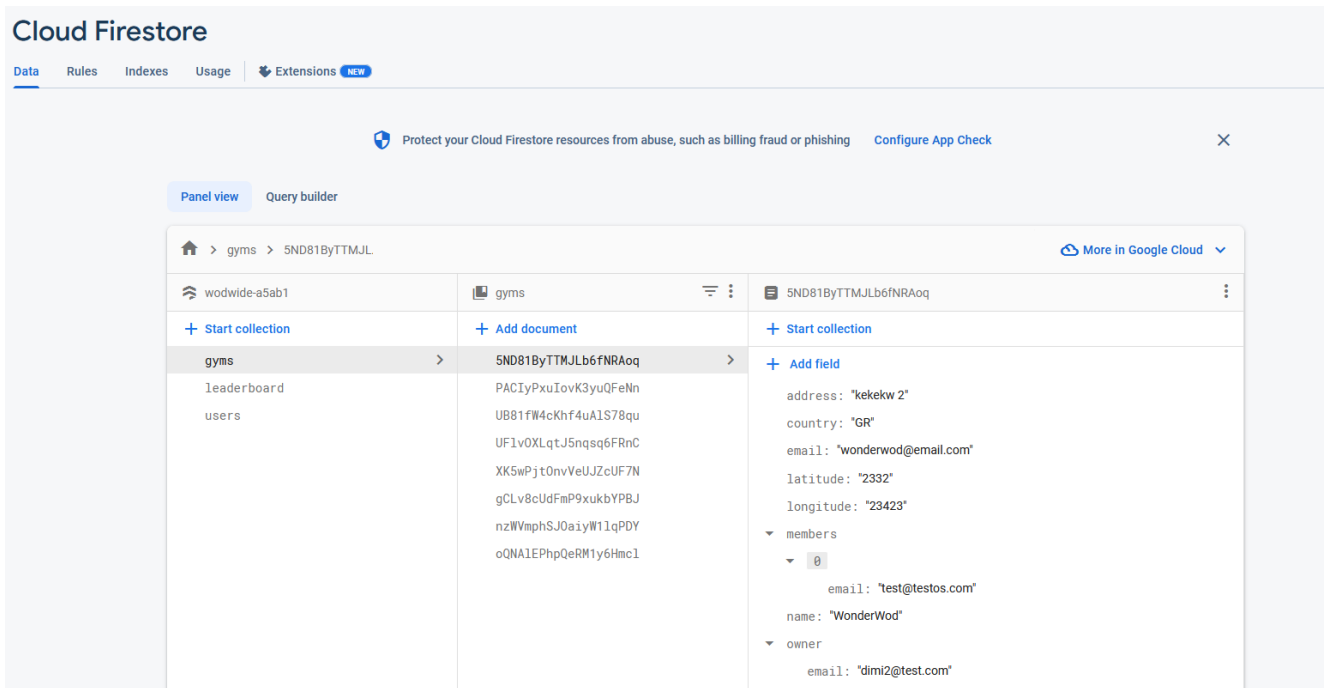 Cloud Firestore
Data Rules Indexes Usage Extensions NEW
Protect your Cloud Firestore resources from abuse, such as billing fraud or phishing Configure App Check
Panel view Query builder
gyms > 5ND81ByTTMJL.
More in Google Cloud
wodwide-a5ab1
Start collection
gyms
leaderboard
users
gyms
Add document
5ND81ByTTMJLb6fNRAoq
PACIyPxuIovK3yuQFeNn
UB81fW4cKhf4uAlS78qu
UFlvOXLqtJ5nqsq6FRnC
XK5wPjtOnvVeUJZcUF7N
gCLv8cUdFmP9xukbYPBJ
nzWVmphSJOaiyW1lqPDY
oQNAlEPhpQeRM1y6Hmcl
5ND81ByTTMJLb6fNRAoq
Start collection
Add field
address: "kekekw 2"
country: "GR"
email: "wonderwod@email.com"
latitude: "2332"
longitude: "23423"
members
0
email: "test@testos.com"
name: "WonderWod"
owner
email: "dimi2@test.com"